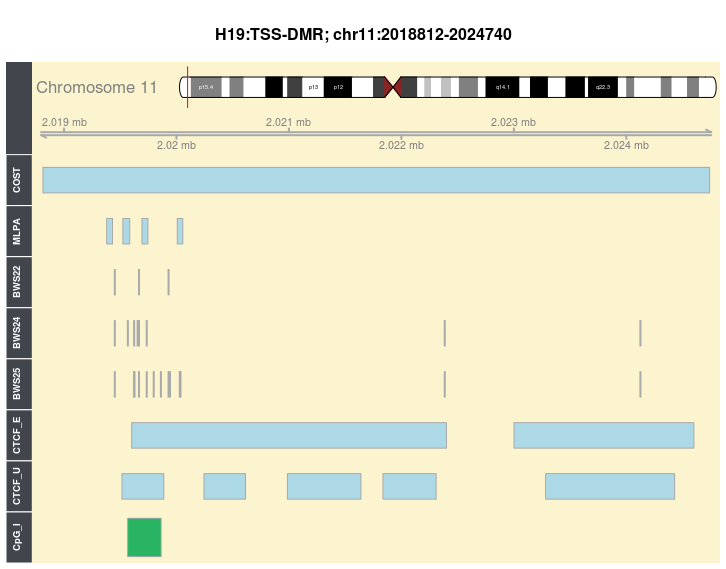 H19:TSS-DMR; chr11:2018812-2024740
Chromosome 11
p15.4
p13
p12
q14.1
q22.3
2.019 mb
2.021 mb
2.023 mb
2.02 mb
2.022 mb
2.024 mb
COST
MLPA
BWS22
BWS24
BWS25
CTCF_E
CTCF_U
CpG_I